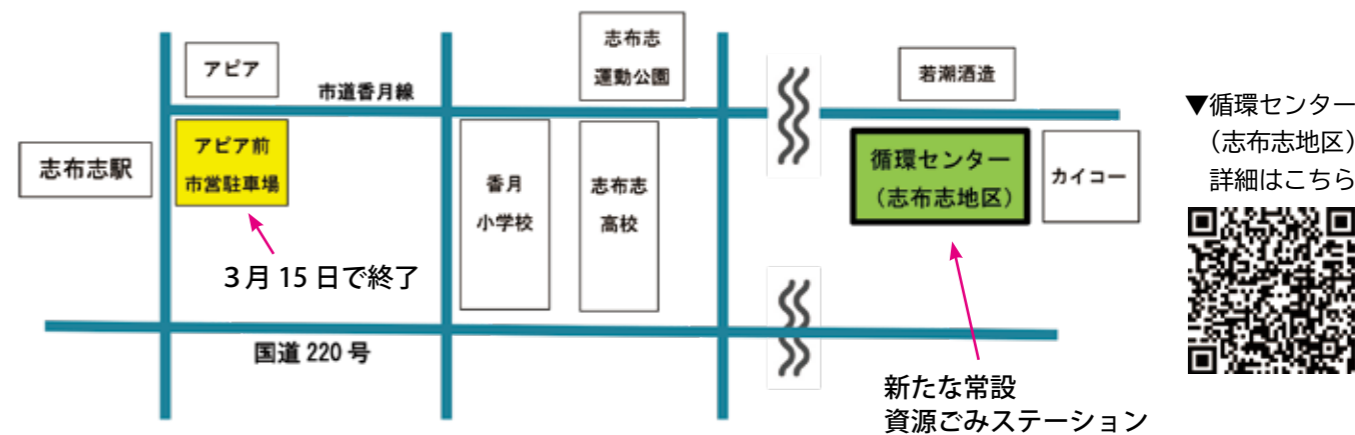 アピア
市道香月線
志布志
運動公園
若潮酒造
▼循環センター
（志布志地区）
詳細はこちら
志布志駅
アピア前
市営駐車場
香月
小学校
志布志
高校
循環センター
（志布志地区）
カイコー
３月 15 日で終了
国道 220 号
新たな常設
資源ごみステーション